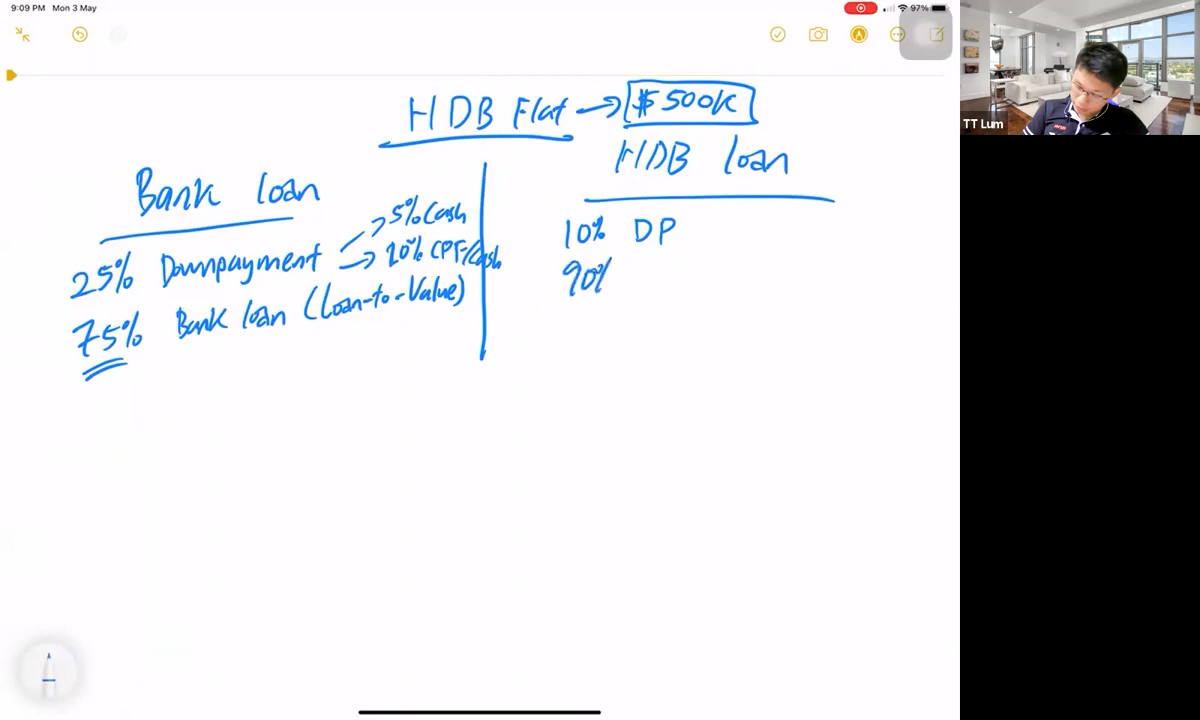 9:09 PM Mon 3 May
97%
HDB Flat → $500K
Bank loan
25% Downpayment
→ 5% Cash
→ 20% CPF/Cash
75% Bank loan (Loan-to-Value)
HDB loan
10% DP
90%
TT Lum